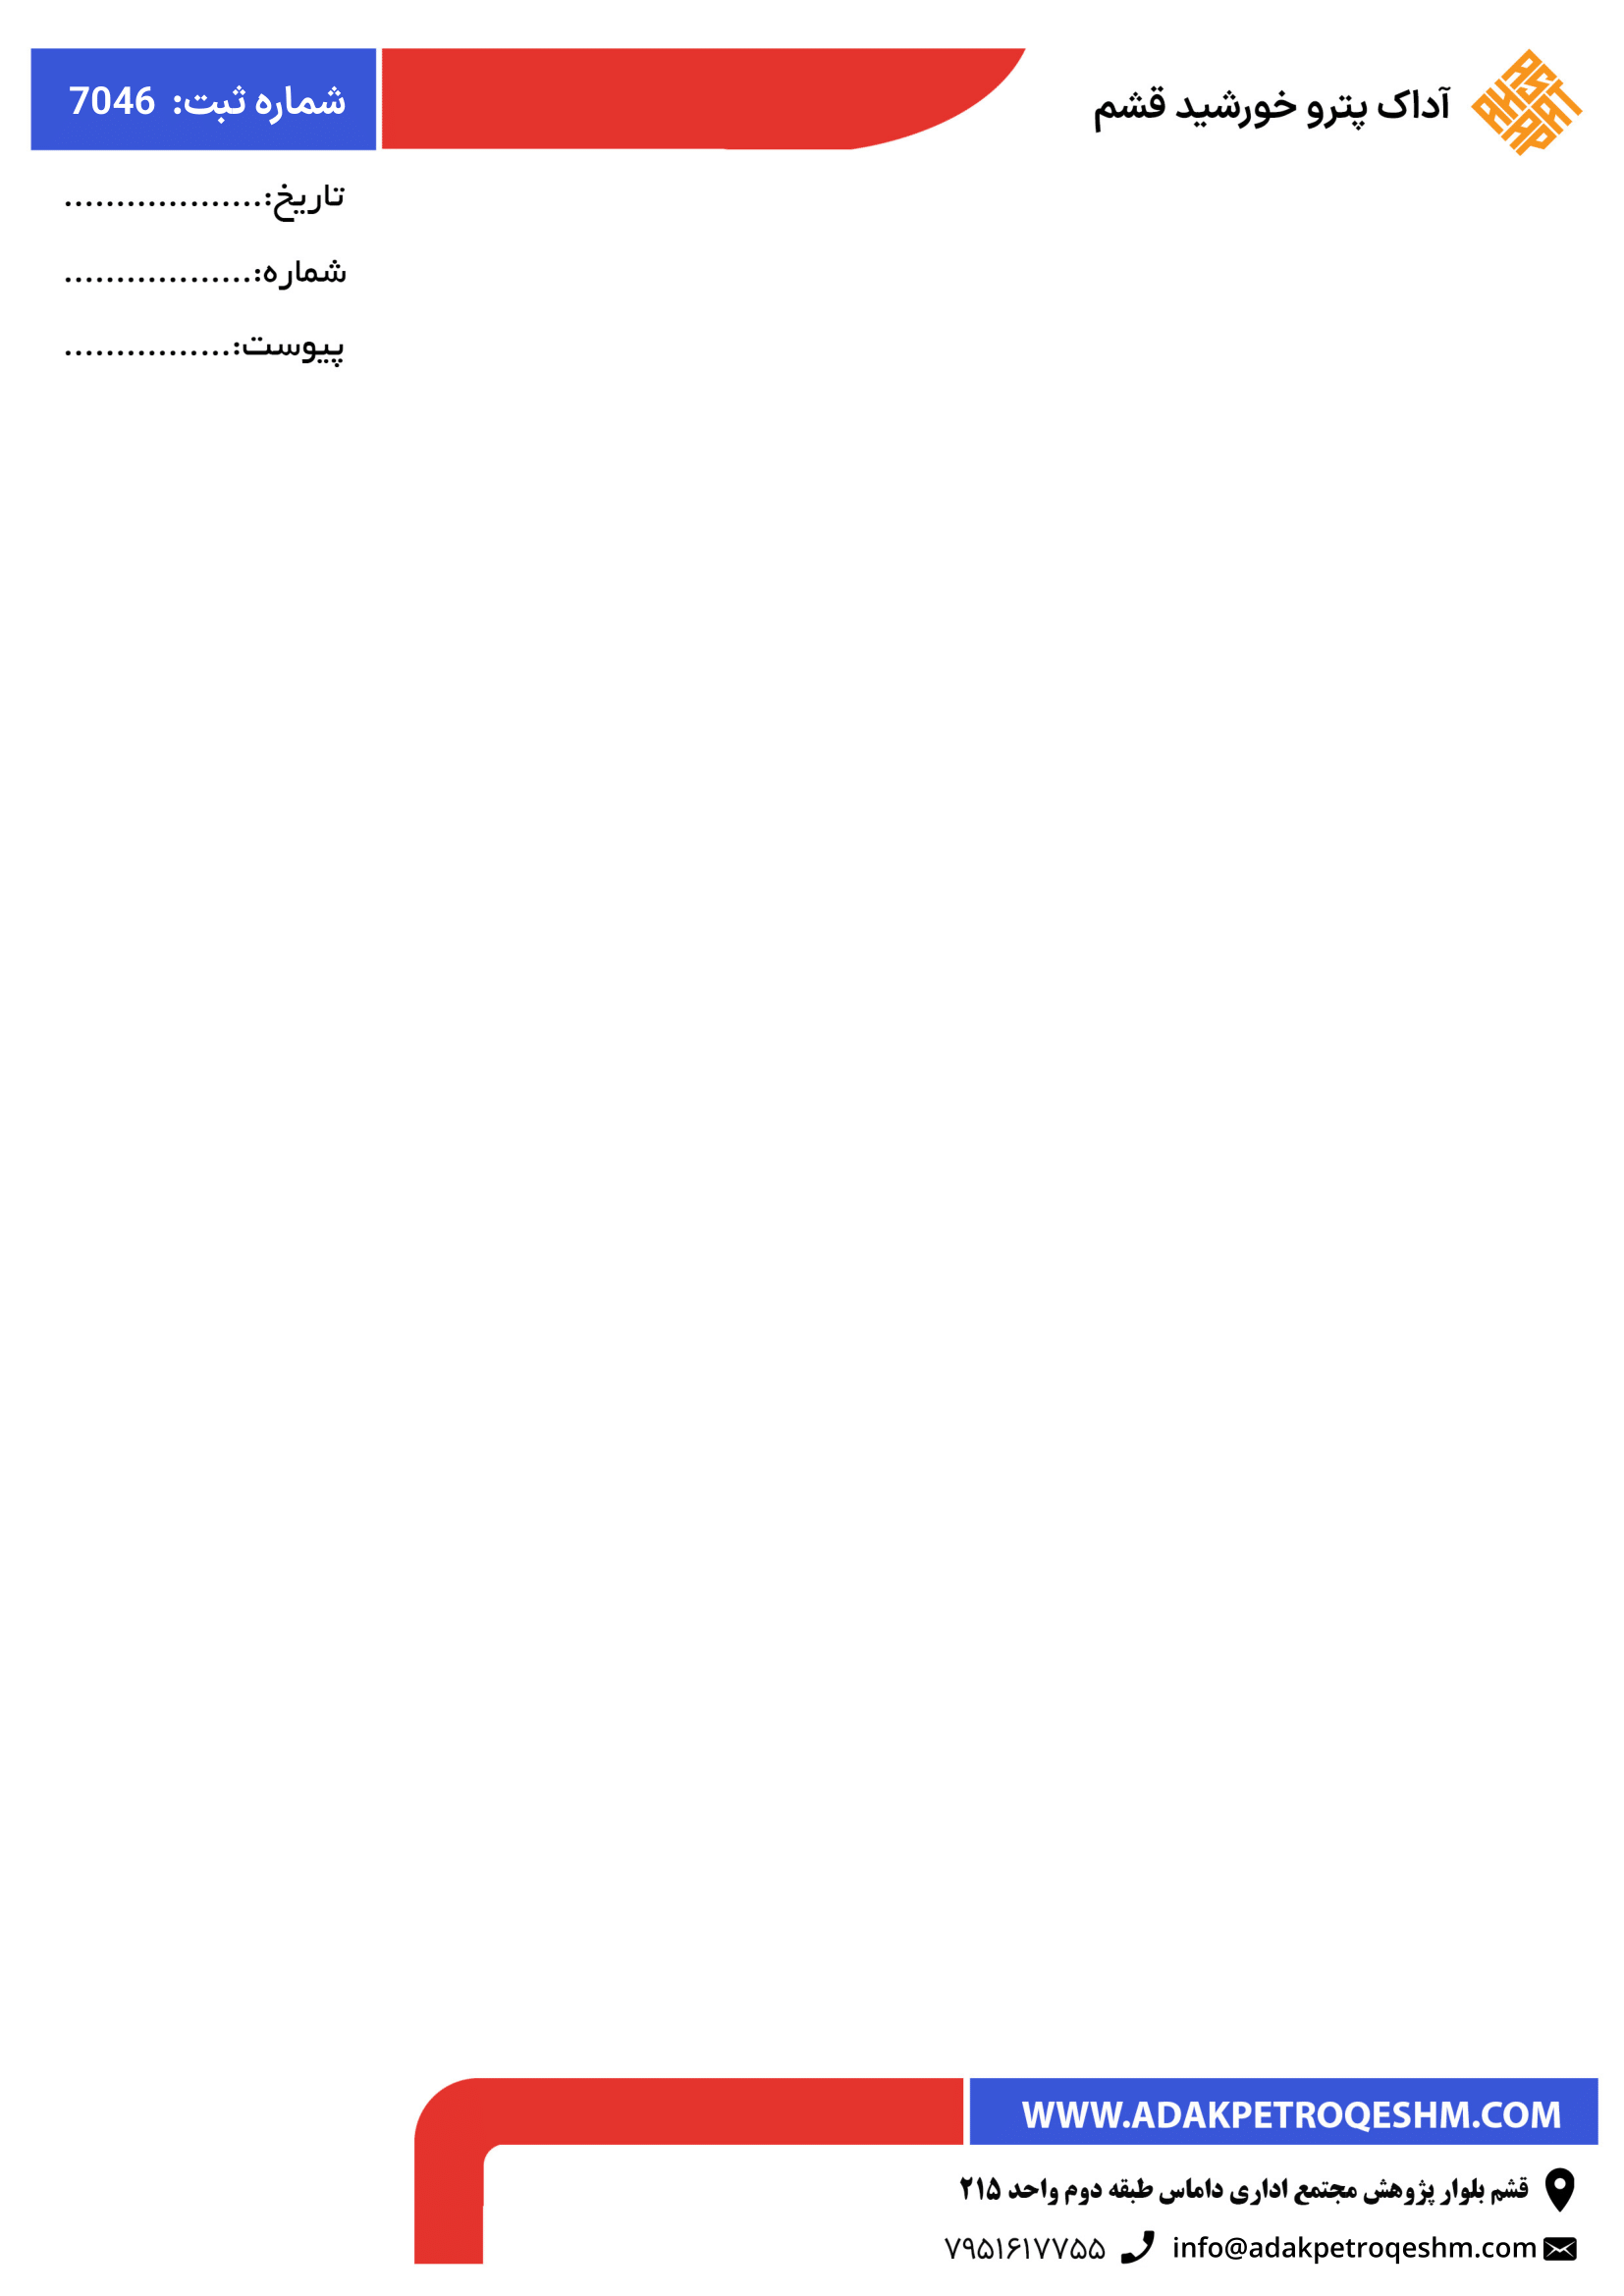 آداک پترو خورشید قشم
شماره ثبت: 7046
تاریخ:...................
شماره:..................
پیوست:................
WWW.ADAKPETROQESHM.COM
قشم بلوار پژوهش مجتمع اداری داماس طبقه دوم واحد ۲۱۵
info@adakpetroqeshm.com ۷۹۵۱۶۱۷۷۵۵